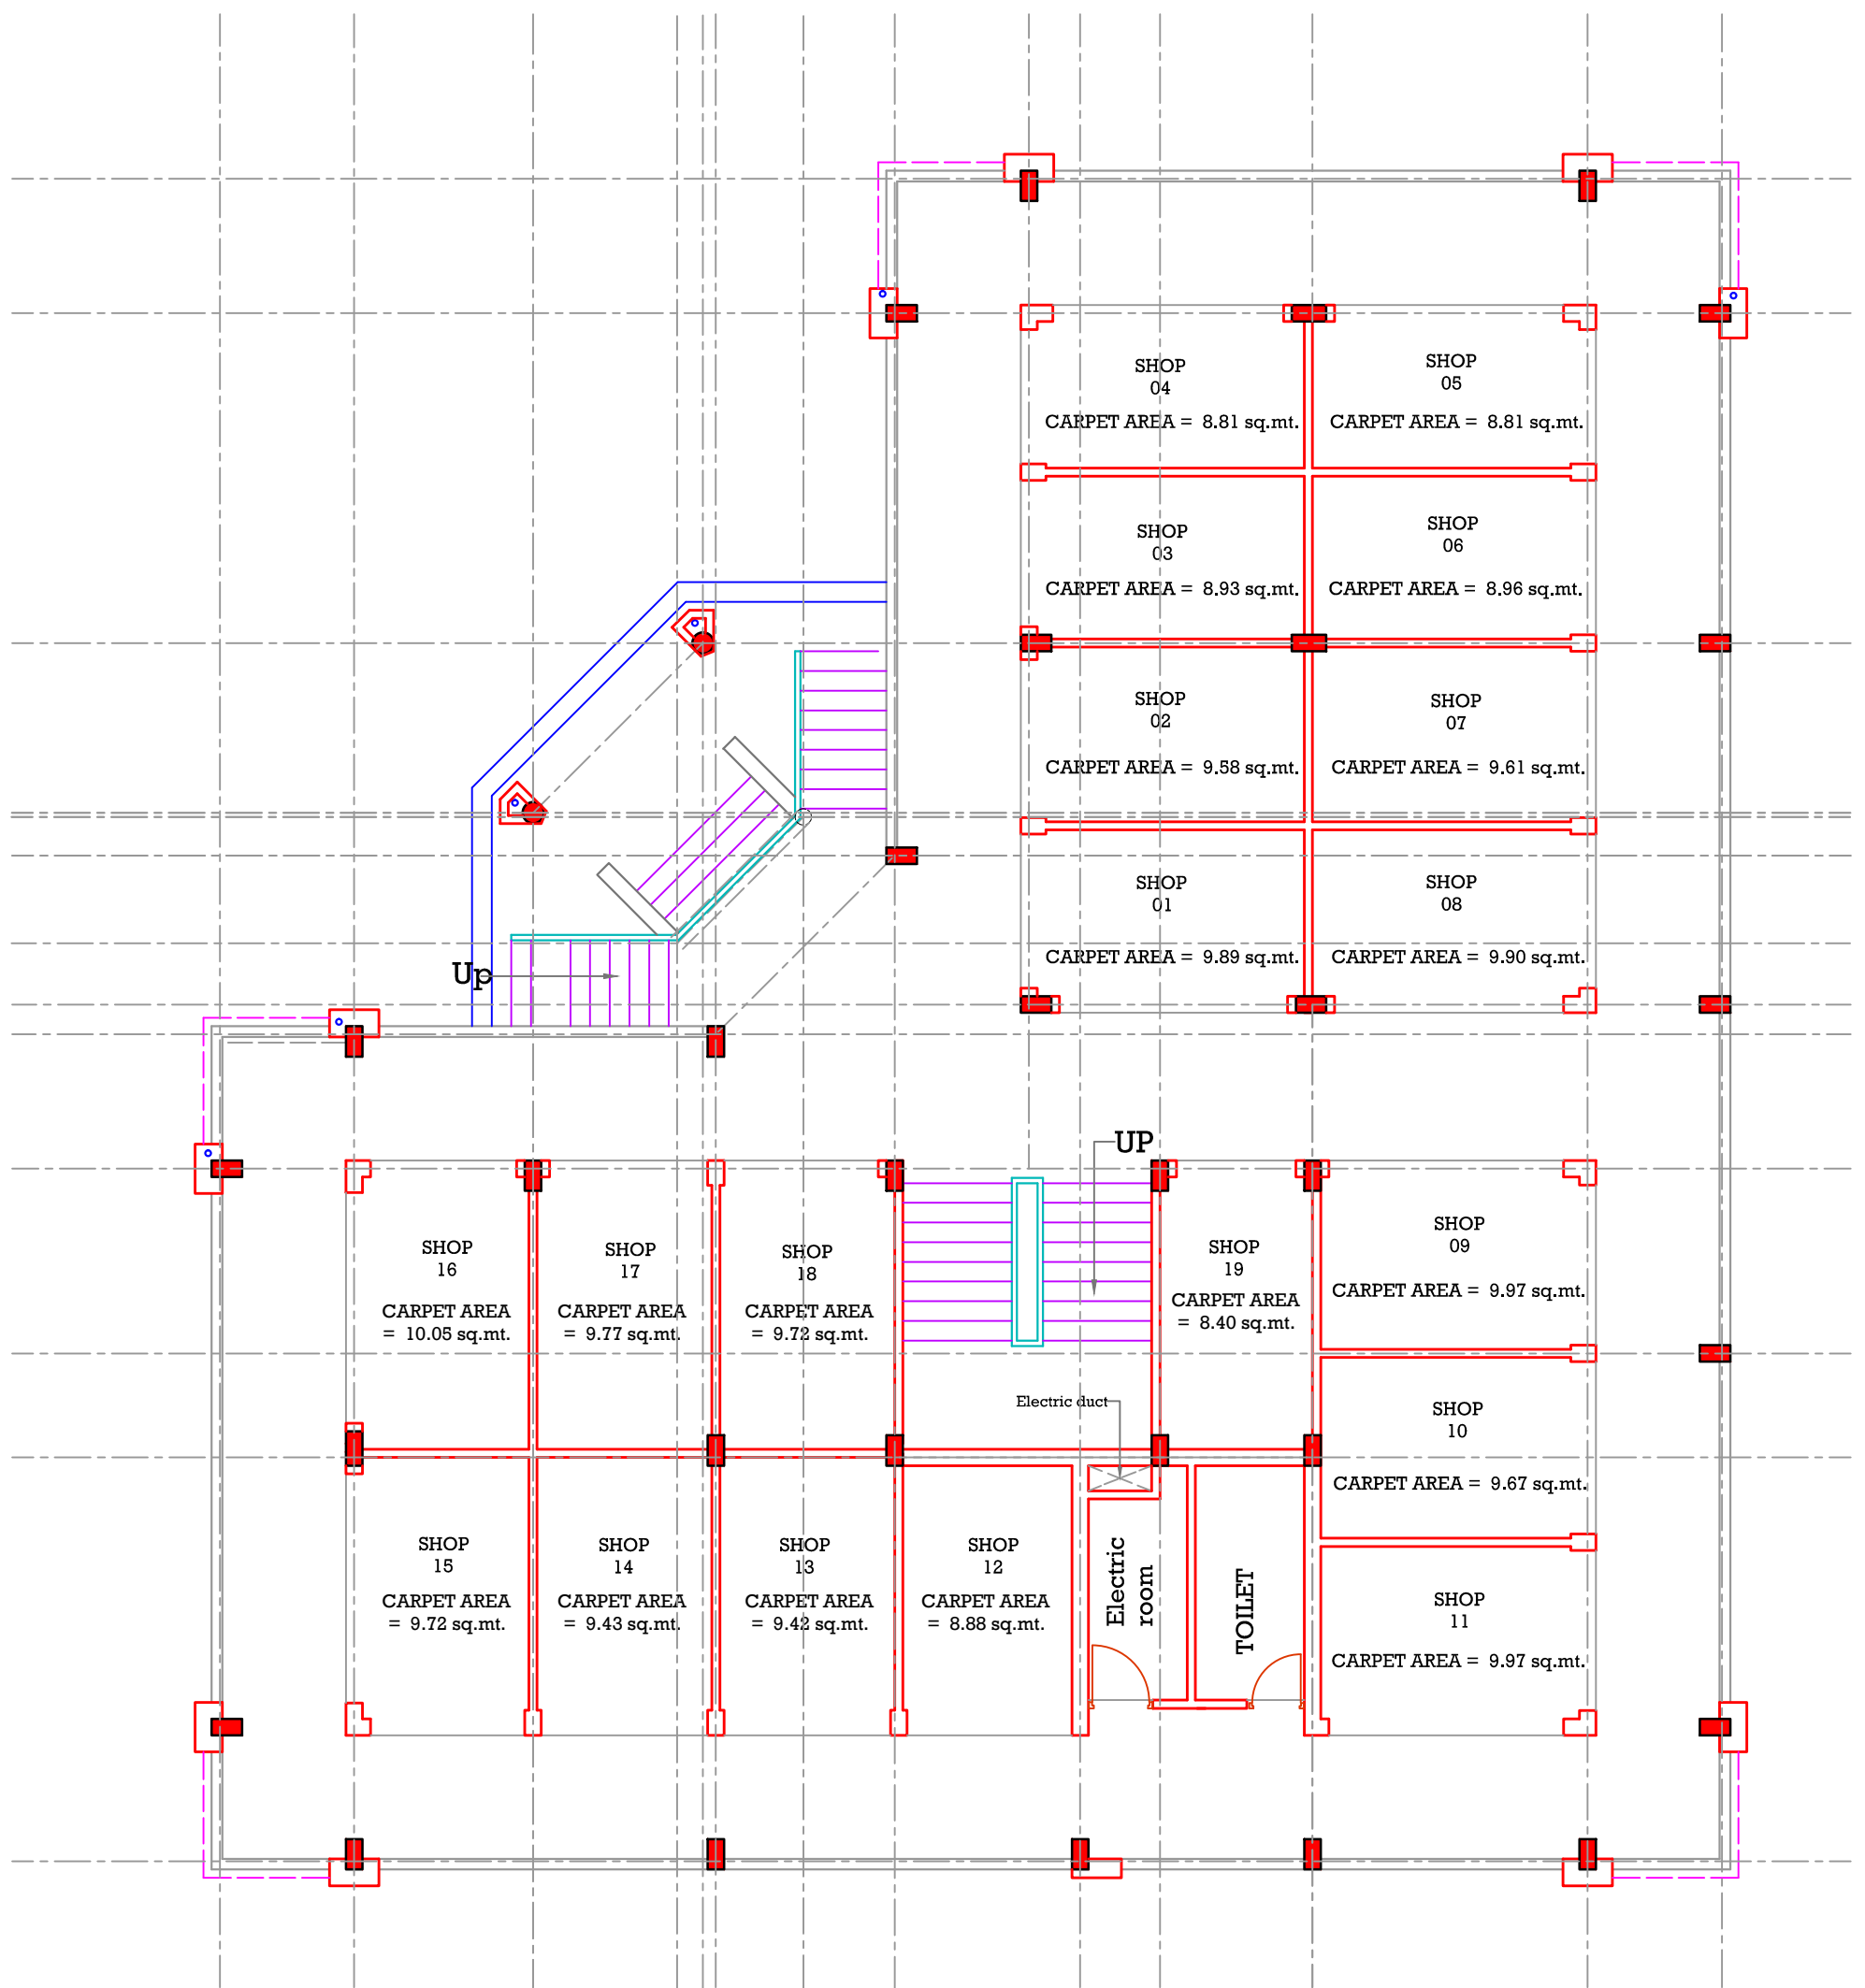 SHOP
04
CARPET AREA = 8.81 sq.mt.
SHOP
05
CARPET AREA = 8.81 sq.mt.
SHOP
03
CARPET AREA = 8.93 sq.mt.
SHOP
06
CARPET AREA = 8.96 sq.mt.
SHOP
02
CARPET AREA = 9.58 sq.mt.
SHOP
07
CARPET AREA = 9.61 sq.mt.
SHOP
01
CARPET AREA = 9.89 sq.mt.
SHOP
08
CARPET AREA = 9.90 sq.mt.
Up
UP
SHOP
16
CARPET AREA
= 10.05 sq.mt.
SHOP
17
CARPET AREA
= 9.77 sq.mt.
SHOP
18
CARPET AREA
= 9.72 sq.mt.
SHOP
19
CARPET AREA
= 8.40 sq.mt.
SHOP
09
CARPET AREA = 9.97 sq.mt.
Electric duct
SHOP
10
CARPET AREA = 9.67 sq.mt.
SHOP
15
CARPET AREA
= 9.72 sq.mt.
SHOP
14
CARPET AREA
= 9.43 sq.mt.
SHOP
13
CARPET AREA
= 9.42 sq.mt.
SHOP
12
CARPET AREA
= 8.88 sq.mt.
Electric
room
TOILET
SHOP
11
CARPET AREA = 9.97 sq.mt.